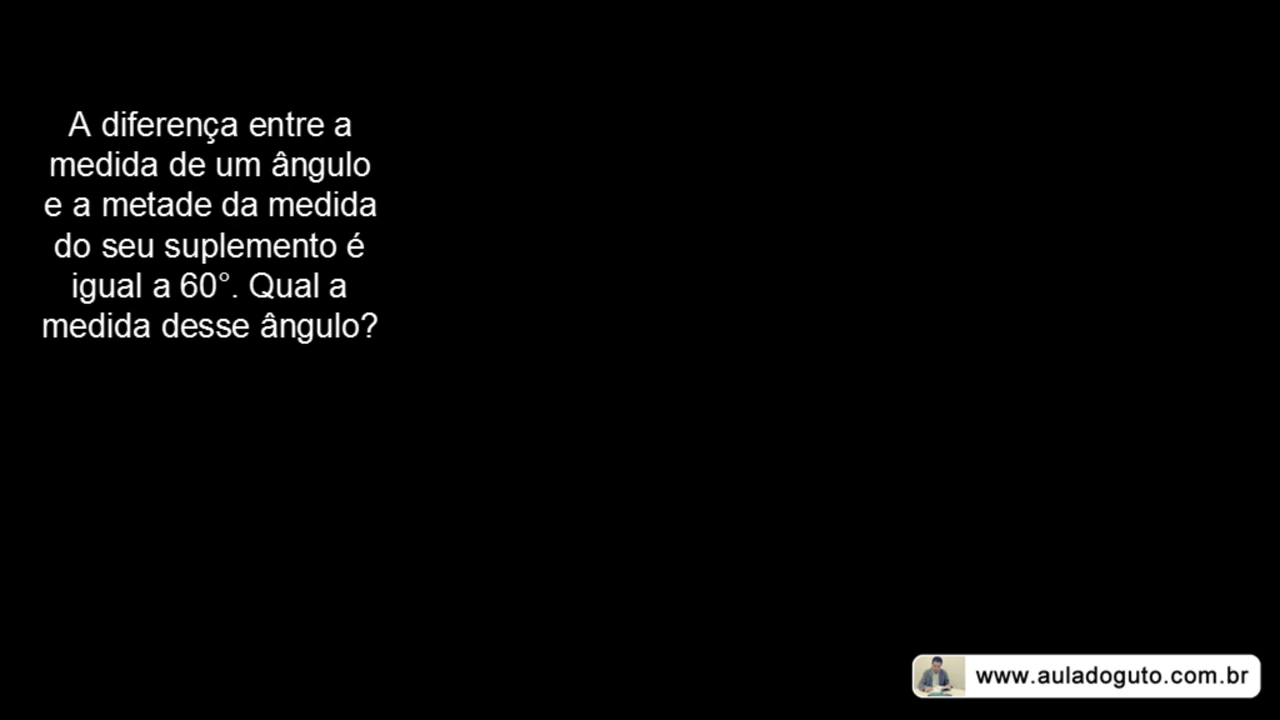 A diferença entre a
medida de um ângulo
e a metade da medida
do seu suplemento é
igual a 60°. Qual a
medida desse ângulo?
www.auladoguto.com.br